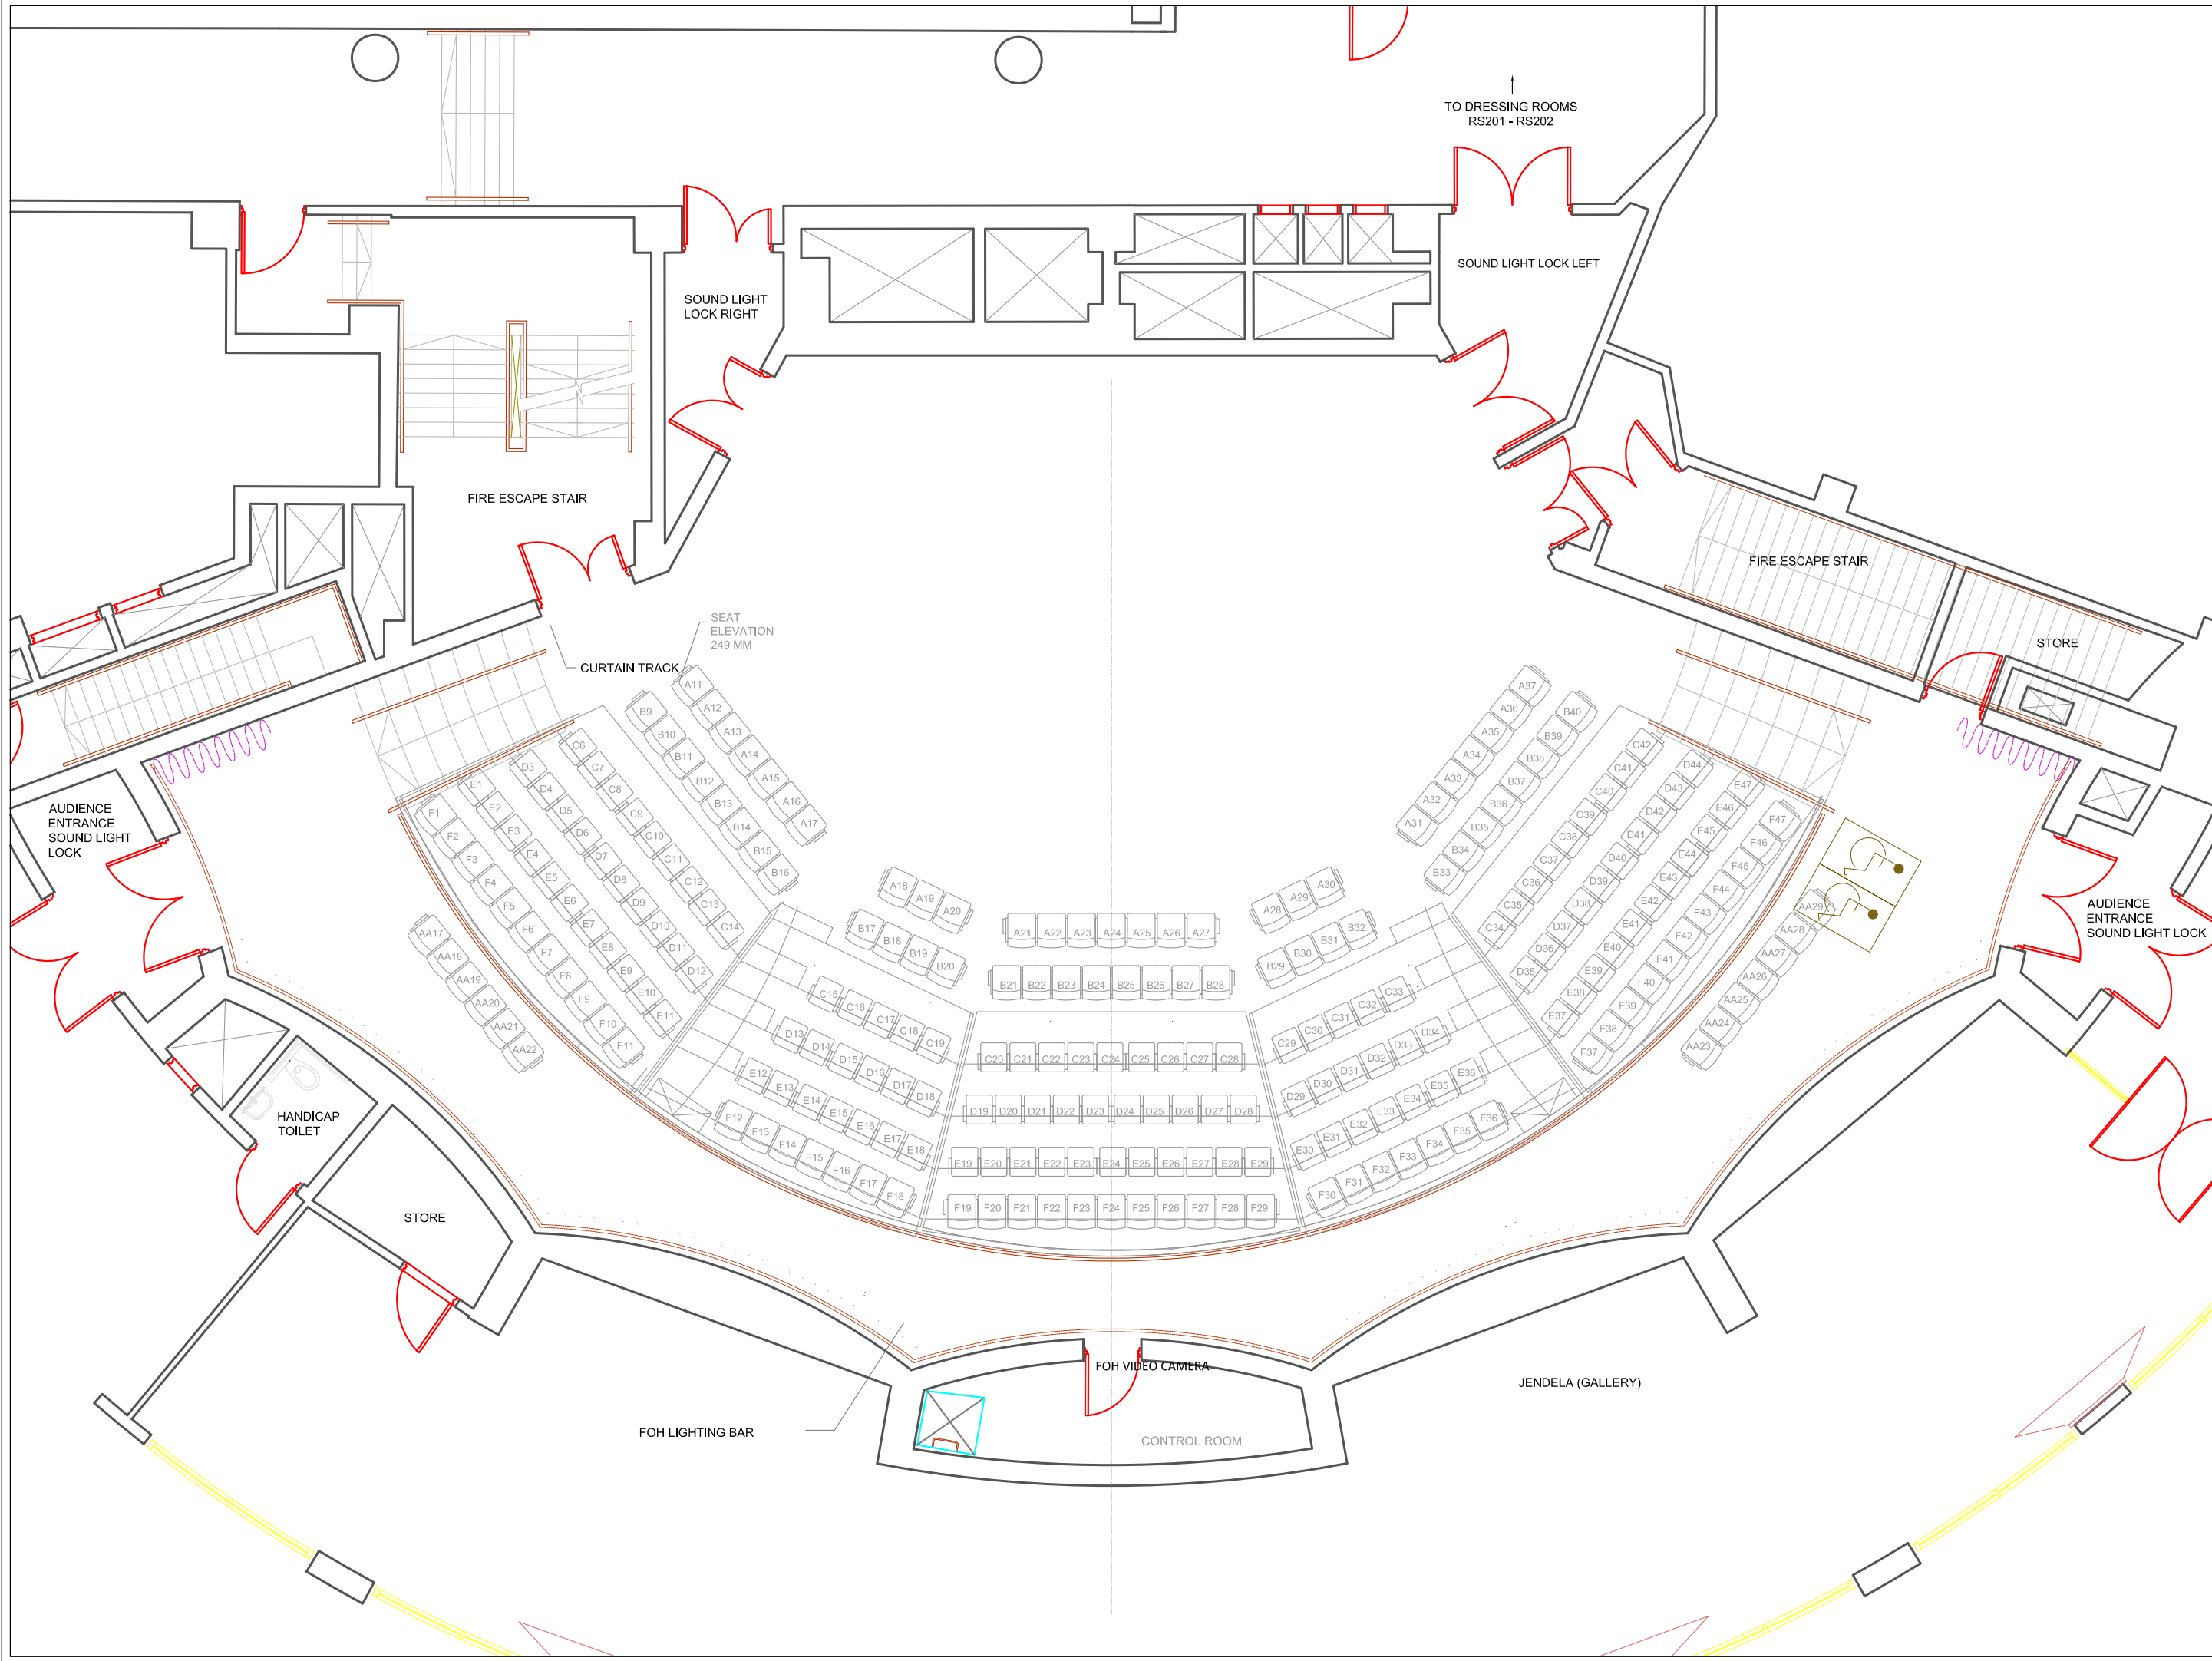 TO DRESSING ROOMS
RS201 - RS202
SOUND LIGHT LOCK LEFT
SOUND LIGHT
LOCK RIGHT
FIRE ESCAPE STAIR
FIRE ESCAPE STAIR
SEAT
ELEVATION
249 MM
CURTAIN TRACK
STORE
AUDIENCE
ENTRANCE
SOUND LIGHT
LOCK
AUDIENCE
ENTRANCE
SOUND LIGHT LOCK
A11
A12
A13
A14
A15
A16
A17
B9
B10
B11
B12
B13
B14
B15
B16
C6
C7
C8
C9
C10
C11
C12
C13
C14
D3
D4
D5
D6
D7
D8
D9
D10
D11
D12
E1
E2
E3
E4
E5
E6
E7
E8
E9
E10
E11
F1
F2
F3
F4
F5
F6
F7
F8
F9
F10
F11
AA17
AA18
AA19
AA20
AA21
AA22
A18 A19 A20
B17 B18 B19 B20
C15 C16 C17 C18 C19
D13 D14 D15 D16 D17 D18
E12 E13 E14 E15 E16 E17 E18
F12 F13 F14 F15 F16 F17 F18
A21 A22 A23 A24 A25 A26 A27
B21 B22 B23 B24 B25 B26 B27 B28
C20 C21 C22 C23 C24 C25 C26 C27 C28
D19 D20 D21 D22 D23 D24 D25 D26 D27 D28
E19 E20 E21 E22 E23 E24 E25 E26 E27 E28 E29
F19 F20 F21 F22 F23 F24 F25 F26 F27 F28 F29
A28 A29 A30
B29 B30 B31 B32
C29 C30 C31 C32 C33
D29 D30 D31 D32 D33 D34
E30 E31 E32 E33 E34 E35 E36
F30 F31 F32 F33 F34 F35 F36
A37
A36
A35
A34
A33
A32
A31
B40
B39
B38
B37
B36
B35
B34
B33
C42
C41
C40
C39
C38
C37
C36
C35
C34
D44
D43
D42
D41
D40
D39
D38
D37
D36
D35
E47
E46
E45
E44
E43
E42
E41
E40
E39
E38
E37
F47
F46
F45
F44
F43
F42
F41
F40
F39
F38
F37
AA29
AA28
AA27
AA26
AA25
AA24
AA23
HANDICAP
TOILET
STORE
FOH VIDEO CAMERA
JENDELA (GALLERY)
FOH LIGHTING BAR
CONTROL ROOM